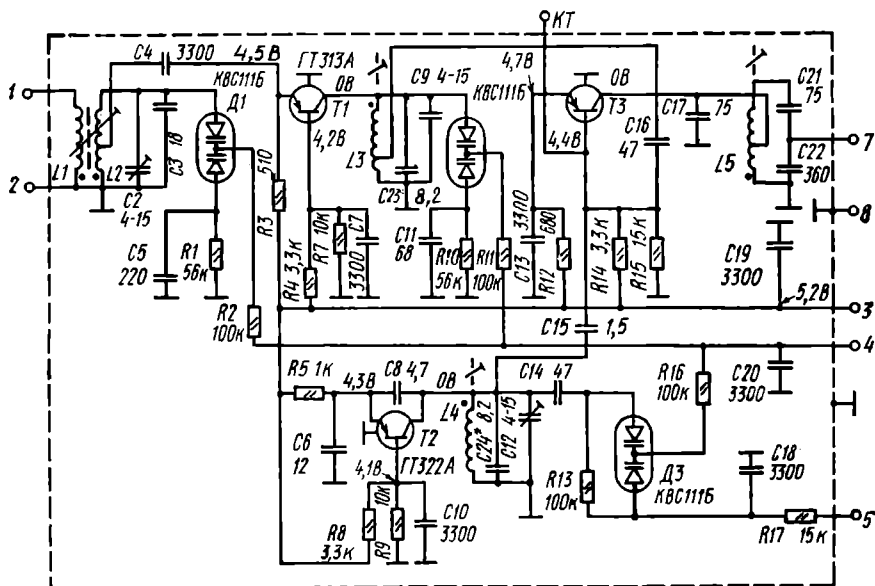 КТ
C4 3300 4,5В
ГТ313А
0В
C9 4-15
4,7В
КВС111Б
0В
C21
75
КВС111Б
Д1
T1
T3
C17
75
C16
47
1
18
C3
4,2В
4,4В
7
L1
L2
L3
L5
C22
360
2
C2
4-15
510
R3
C23 8,2
8
C5
220
R1
56к
R4 3,3к
R7 10к
C7
3300
C11
68
R10
56к
R11
100к
C13 3300
680
R12
R14 3,3к
R15 15к
C19
3300
5,2В
3
R2
100к
C15
1,5
4
R5 1к
4,3В
C8 4,7
0В
C14 47
R16
100к
C20
3300
L4
C24* 8,2
C12
4-15
T2
C6
12
ГТ322А
C18
3300
4,1В
Д3
КВС111Б
R13
100к
10к
R9
R8
3,3к
C10
3300
R17 15к
5